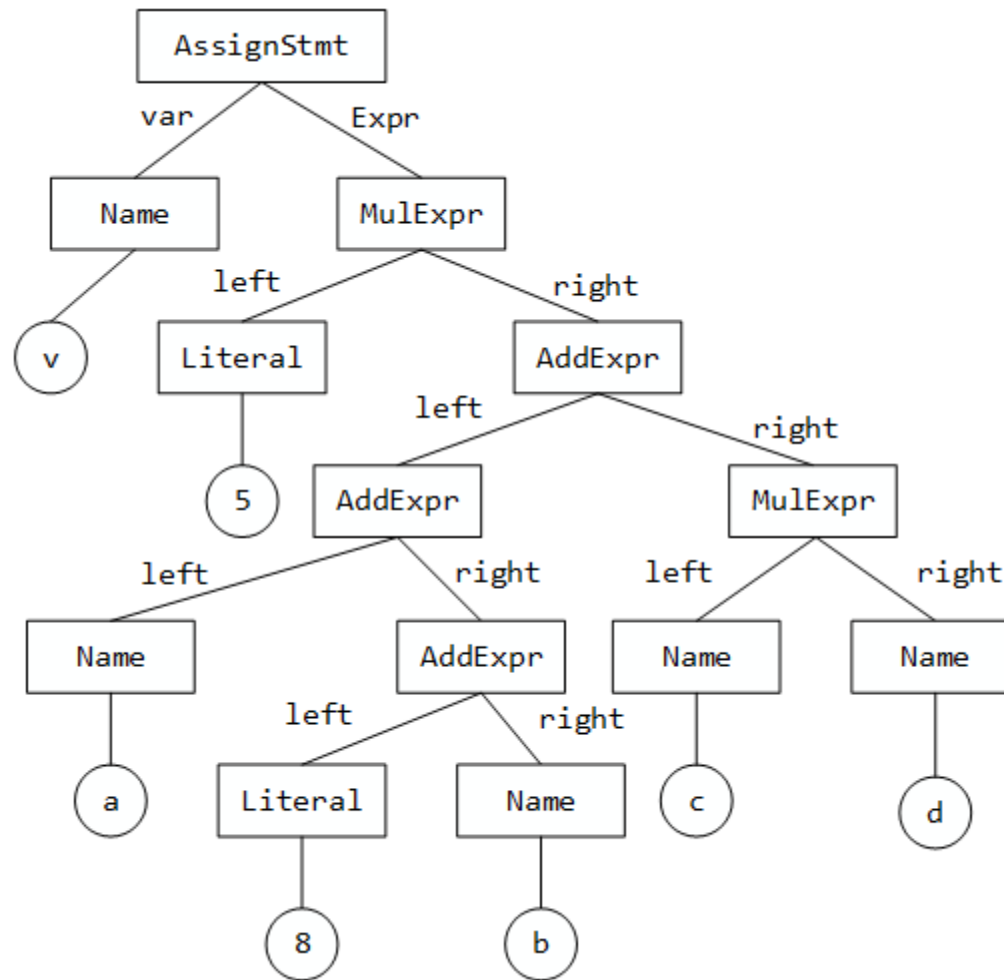 AssignStmt
var Expr
Name MulExpr
left right
v Literal AddExpr
left right
5 AddExpr MulExpr
left right left right
Name AddExpr Name Name
left right
a Literal Name c d
8 b